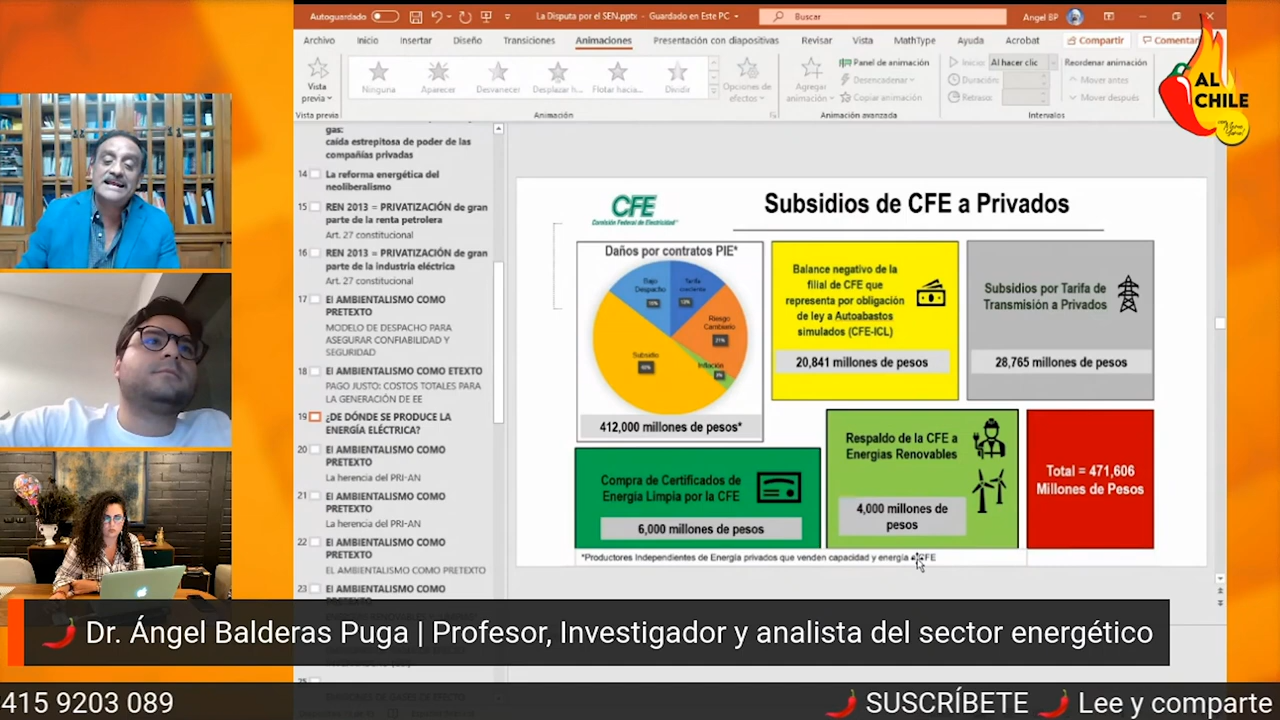 Autoguardado
La Disputa por el SEN.pptx - Guardado en Este PC
Buscar
Angel BP
Archivo
Inicio
Insertar
Diseño
Transiciones
Animaciones
Presentación con diapositivas
Revisar
Vista
MathType
Ayuda
Acrobat
Compartir
Comentar
Vista
previa
Ninguna
Aparecer
Desvanecer
Desplazar h...
Flotar hacia...
Dividir
Opciones de
efectos
Agregar
animación
Panel de animación
Desencadenar
Copiar animación
Inicio: Al hacer clic
Duración:
Retraso:
Reordenar animación
Mover antes
Mover después
Vista previa
Animación
Animación avanzada
Intervalos
AL
CHILE
gas:
caída estrepitosa de poder de las
compañías privadas
14 La reforma energética del
neoliberalismo
15 REN 2013 = PRIVATIZACIÓN de gran
parte de la renta petrolera
Art. 27 constitucional
16 REN 2013 = PRIVATIZACIÓN de gran
parte de la industria eléctrica
Art. 27 constitucional
17 El AMBIENTALISMO COMO
PRETEXTO
MODELO DE DESPACHO PARA
ASEGURAR CONFIABILIDAD Y
SEGURIDAD
18 El AMBIENTALISMO COMO ETEXTO
PAGO JUSTO: COSTOS TOTALES PARA
LA GENERACIÓN DE EE
19 ¿DE DÓNDE SE PRODUCE LA
ENERGÍA ELÉCTRICA?
20 El AMBIENTALISMO COMO
PRETEXTO
La herencia del PRI-AN
21 El AMBIENTALISMO COMO
PRETEXTO
La herencia del PRI-AN
22 El AMBIENTALISMO COMO
PRETEXTO
EL AMBIENTALISMO COMO PRETEXTO
23 El AMBIENTALISMO COMO
CFE
Comisión Federal de Electricidad
Subsidios de CFE a Privados
Daños por contratos PIE*
Bajo
Despacho
Tarifa
Riesgo
Cambiario
21%
Inflación
Subsidio
412,000 millones de pesos*
Balance negativo de la
filial de CFE que
representa por obligación
de ley a Autoabastos
simulados (CFE-ICL)
20,841 millones de pesos
Subsidios por Tarifa de
Transmisión a Privados
28,765 millones de pesos
Compra de Certificados de
Energía Limpia por la CFE
6,000 millones de pesos
Respaldo de la CFE a
Energías Renovables
4,000 millones de
pesos
Total = 471,606
Millones de Pesos
*Productores Independientes de Energía privados que venden capacidad y energía a CFE
Dr. Ángel Balderas Puga | Profesor, Investigador y analista del sector energético
415 9203 089
SUSCRÍBETE
Lee y comparte